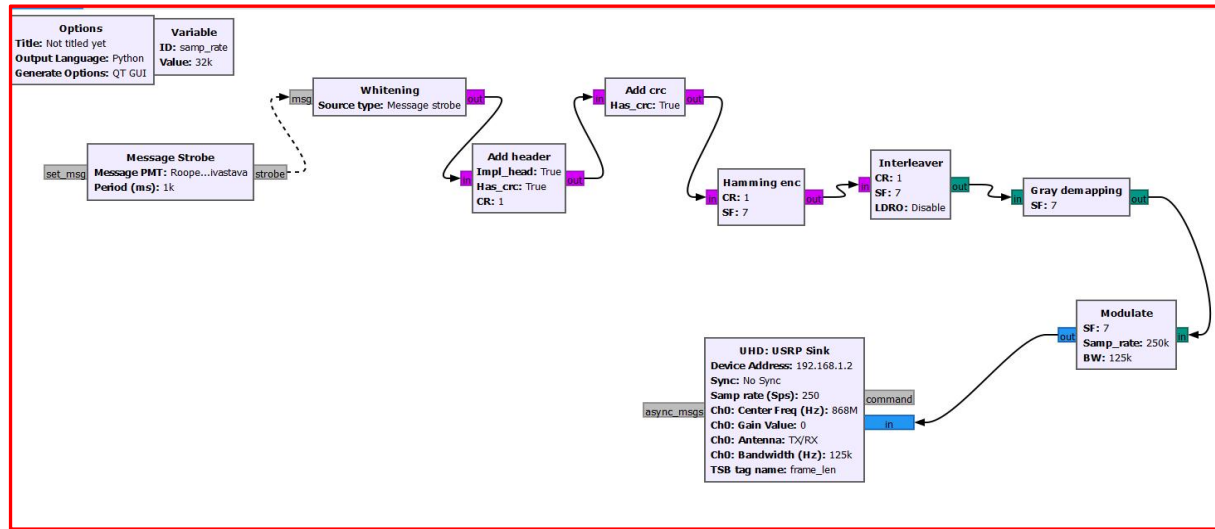 Options
Title: Not titled yet
Output Language: Python
Generate Options: QT GUI
Variable
ID: samp_rate
Value: 32k
set_msg
Message Strobe
Message PMT: Roope...ivastava
Period (ms): 1k
strobe
msg
Whitening
Source type: Message strobe
out
in
Add header
Impl_head: True
Has_crc: True
CR: 1
out
in
Add crc
Has_crc: True
out
in
Hamming enc
CR: 1
SF: 7
out
in
Interleaver
CR: 1
SF: 7
LDRO: Disable
out
in
Gray demapping
SF: 7
out
out
Modulate
SF: 7
Samp_rate: 250k
BW: 125k
in
async_msgs
UHD: USRP Sink
Device Address: 192.168.1.2
Sync: No Sync
Samp rate (Sps): 250
Ch0: Center Freq (Hz): 868M
Ch0: Gain Value: 0
Ch0: Antenna: TX/RX
Ch0: Bandwidth (Hz): 125k
TSB tag name: frame_len
command
in